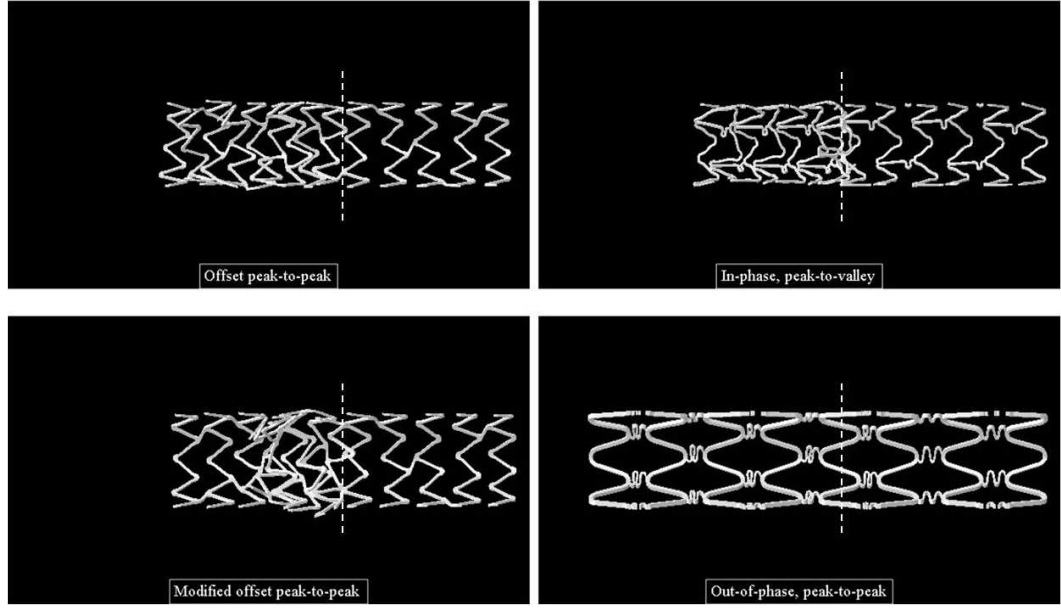 Offset peak-to-peak
In-phase, peak-to-valley
Modified offset peak-to-peak
Out-of-phase, peak-to-peak